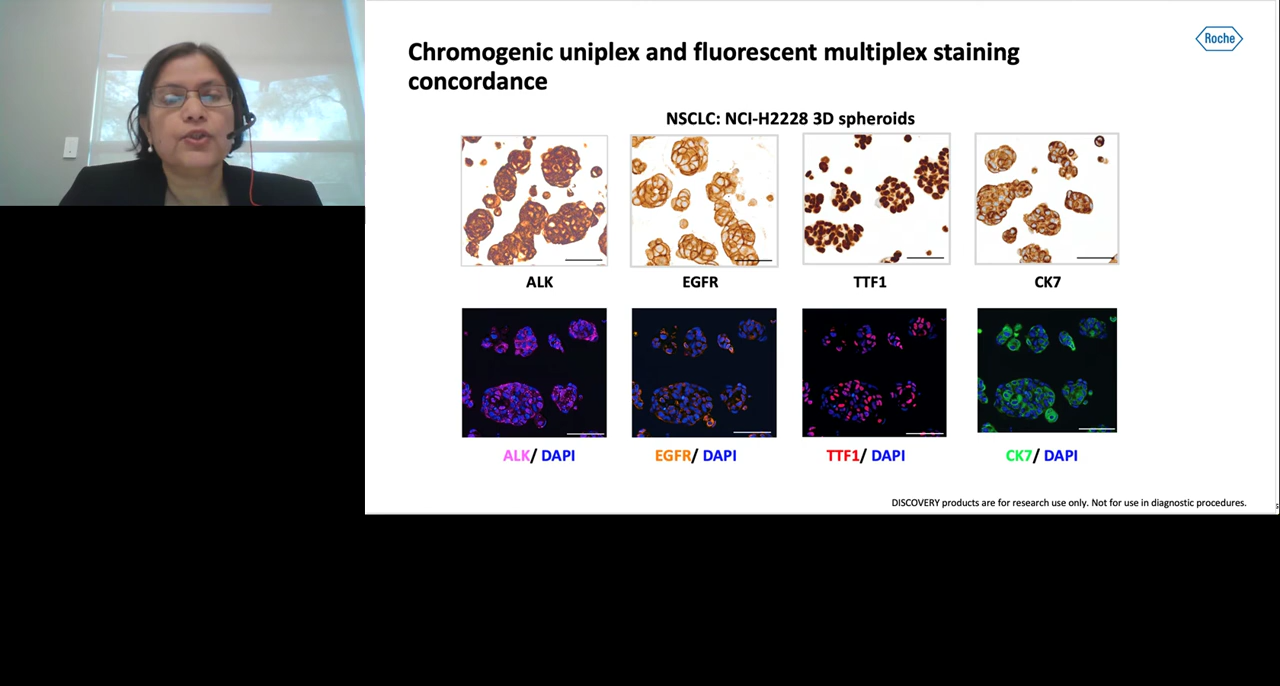 Roche
Chromogenic uniplex and fluorescent multiplex staining
concordance
NSCLC: NCI-H2228 3D spheroids
ALK
EGFR
TTF1
CK7
ALK/ DAPI
EGFR/ DAPI
TTF1/ DAPI
CK7/ DAPI
DISCOVERY products are for research use only. Not for use in diagnostic procedures.